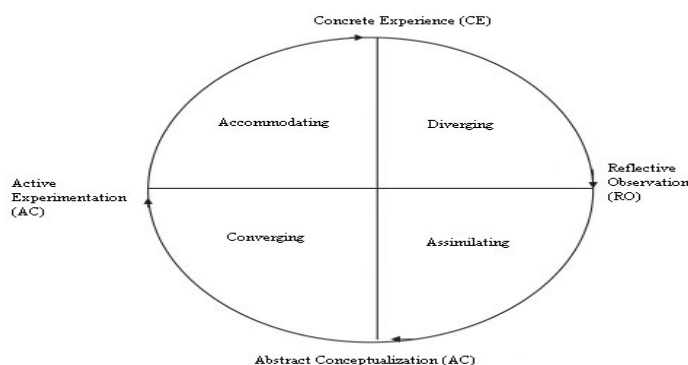 Concrete Experience (CE)
Accommodating
Diverging
Active
Experimentation
(AC)
Reflective
Observation
(RO)
Converging
Assimilating
Abstract Conceptualization (AC)